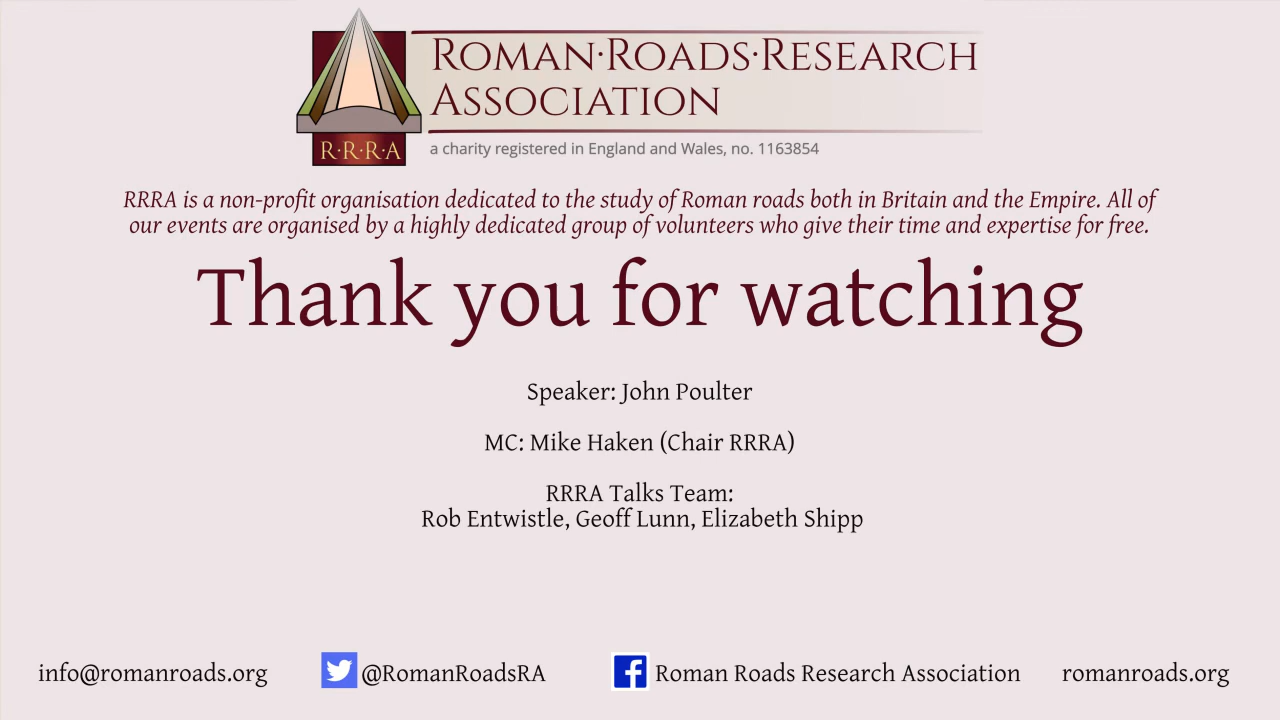 ROMAN·ROADS·RESEARCH
ASSOCIATION
R·R·R·A
a charity registered in England and Wales, no. 1163854
RRRA is a non-profit organisation dedicated to the study of Roman roads both in Britain and the Empire. All of
our events are organised by a highly dedicated group of volunteers who give their time and expertise for free.
Thank you for watching
Speaker: John Poulter
MC: Mike Haken (Chair RRRA)
RRRA Talks Team:
Rob Entwistle, Geoff Lunn, Elizabeth Shipp
info@romanroads.org @RomanRoadsRA Roman Roads Research Association romanroads.org